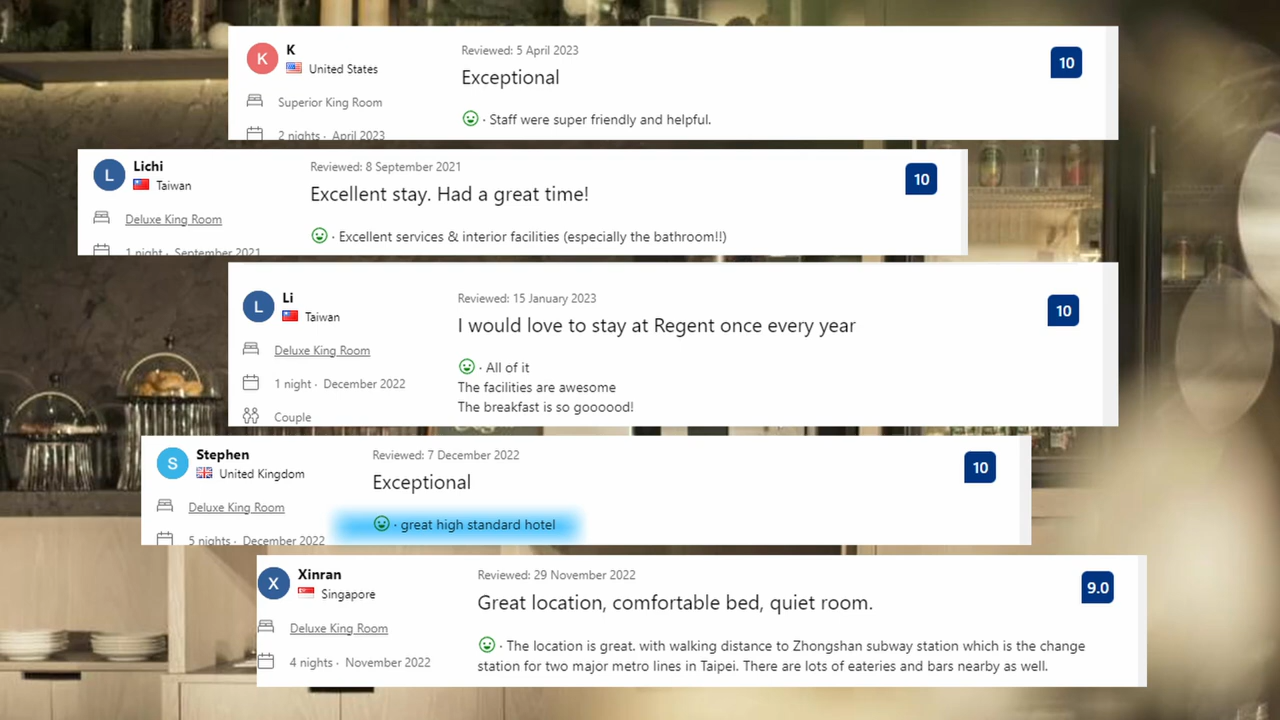 K
K
United States
Superior King Room
2 nights · April 2023
Reviewed: 5 April 2023
Exceptional
· Staff were super friendly and helpful.
10
L
Lichi
Taiwan
Deluxe King Room
1 night · September 2021
Reviewed: 8 September 2021
Excellent stay. Had a great time!
· Excellent services & interior facilities (especially the bathroom!!)
10
L
Li
Taiwan
Deluxe King Room
1 night · December 2022
Couple
Reviewed: 15 January 2023
I would love to stay at Regent once every year
· All of it
The facilities are awesome
The breakfast is so goooood!
10
S
Stephen
United Kingdom
Deluxe King Room
5 nights · December 2022
Reviewed: 7 December 2022
Exceptional
· great high standard hotel
10
X
Xinran
Singapore
Deluxe King Room
4 nights · November 2022
Reviewed: 29 November 2022
Great location, comfortable bed, quiet room.
· The location is great. with walking distance to Zhongshan subway station which is the change
station for two major metro lines in Taipei. There are lots of eateries and bars nearby as well.
9.0